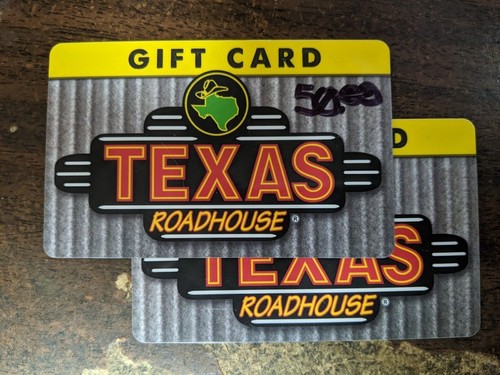 GIFT CARD
50.00
TEXAS
ROADHOUSE®
D
TEXAS
ROADHOUSE®